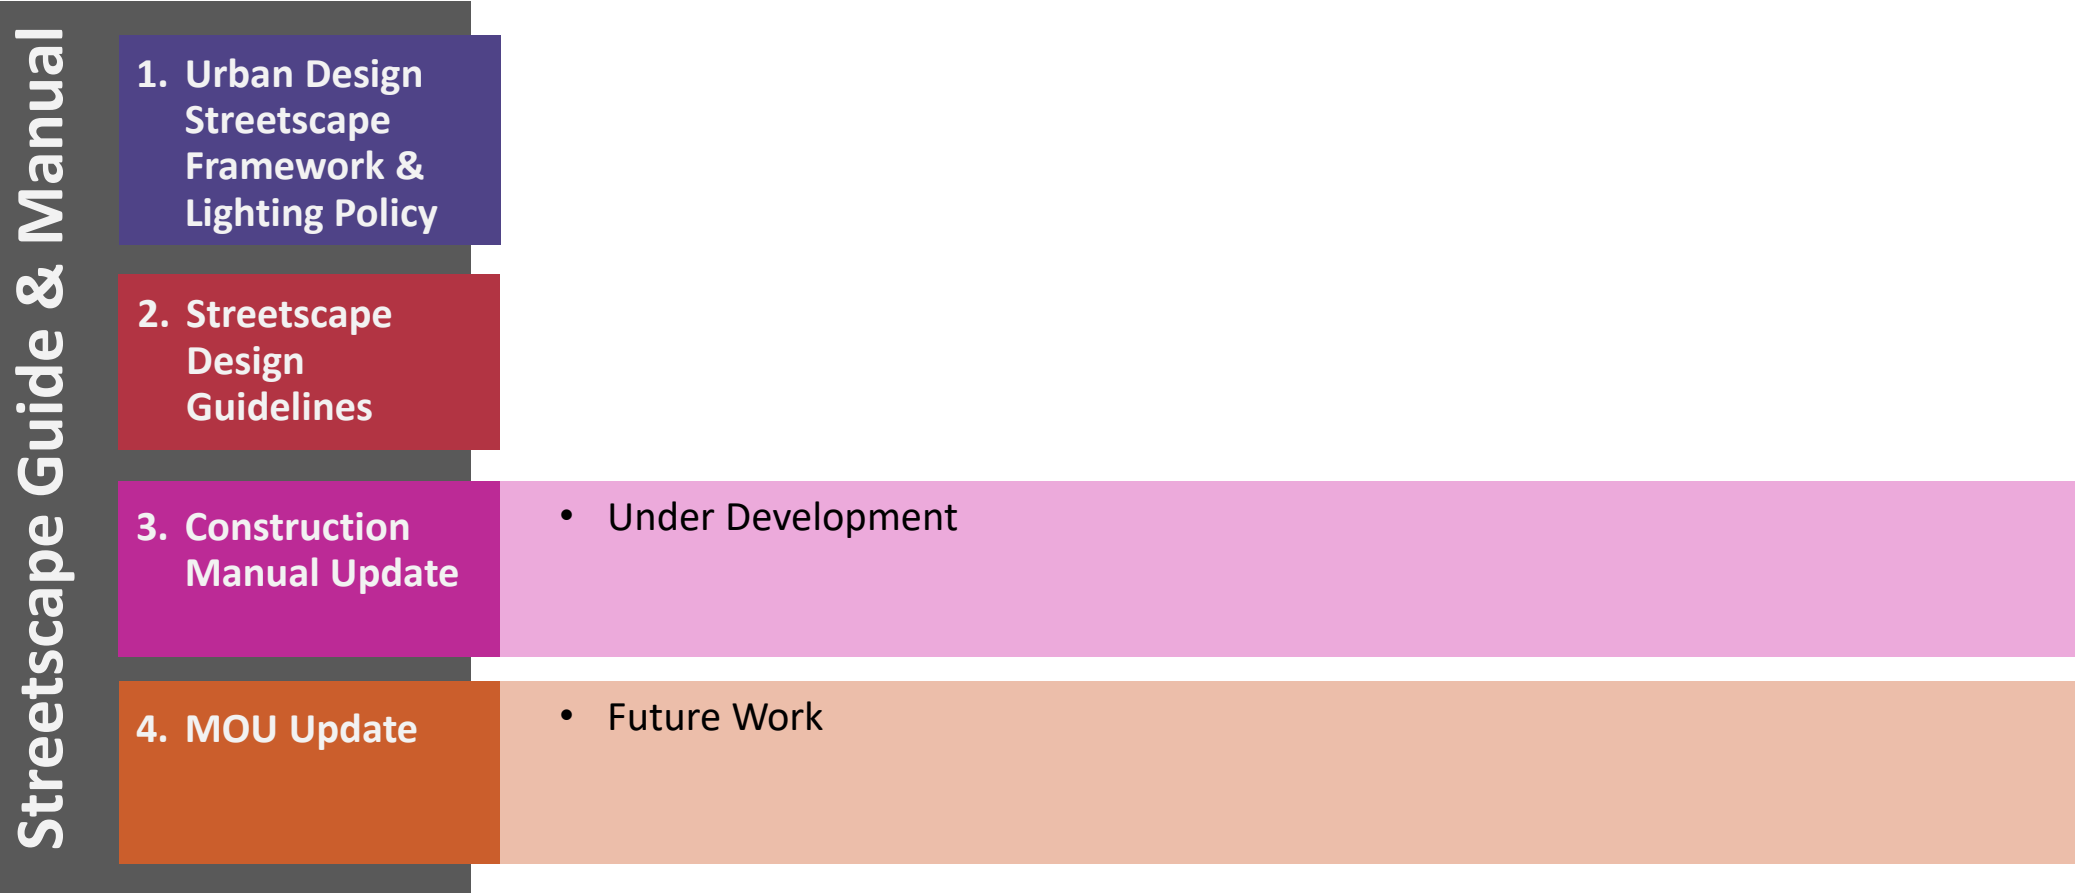 Streetscape Guide & Manual
1. Urban Design
Streetscape
Framework &
Lighting Policy
2. Streetscape
Design
Guidelines
3. Construction
Manual Update
• Under Development
4. MOU Update
• Future Work